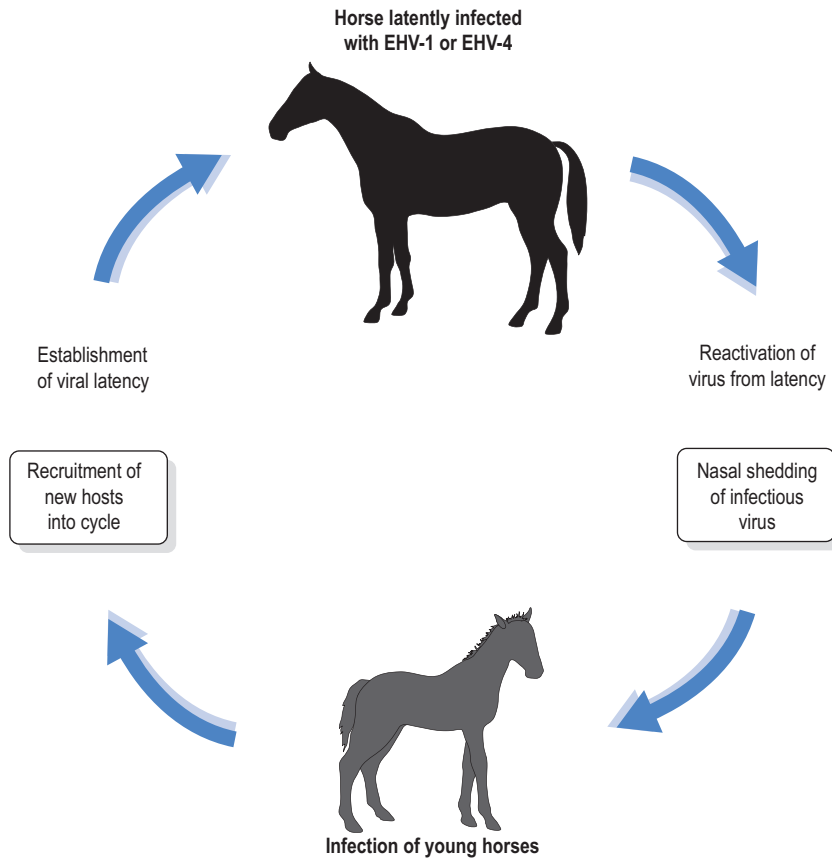 Horse latently infected
with EHV-1 or EHV-4
Establishment
of viral latency
Reactivation of
virus from latency
Recruitment of
new hosts
into cycle
Nasal shedding
of infectious
virus
Infection of young horses